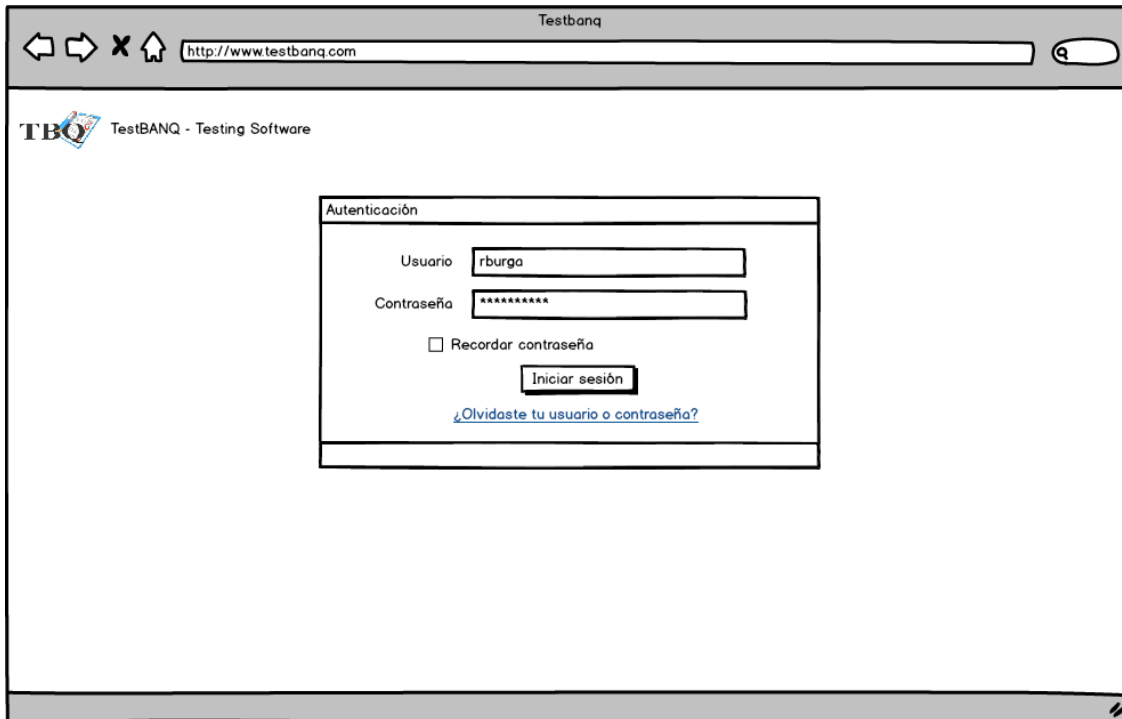 Testbanq
http://www.testbanq.com
TBQ TestBANQ - Testing Software
Autenticación
Usuario rburga
Contraseña **********
Recordar contraseña
Iniciar sesión
¿Olvidaste tu usuario o contraseña?